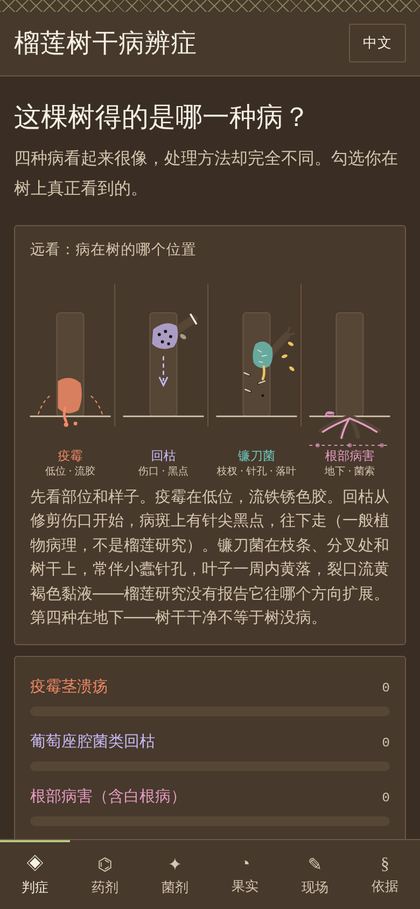 榴莲树干病辨症
中文
这棵树得的是哪一种病？
四种病看起来很像，处理方法却完全不同。勾选你在
树上真正看到的。
远看：病在树的哪个位置
疫霉
低位 · 流胶
回枯
伤口 · 黑点
镰刀菌
枝杈 · 针孔 · 落叶
根部病害
地下 · 菌索
先看部位和样子。疫霉在低位，流铁锈色胶。回枯从
修剪伤口开始，病斑上有针尖黑点，往下走（一般植
物病理，不是榴莲研究）。镰刀菌在枝条、分叉处和
树干上，常伴小蠹针孔，叶子一周内黄落，裂口流黄
褐色黏液——榴莲研究没有报告它往哪个方向扩展。
第四种在地下——树干干净不等于树没病。
疫霉茎溃疡
0
葡萄座腔菌类回枯
0
根部病害（含白根病）
0
判症
药剂
菌剂
果实
现场
§
依据